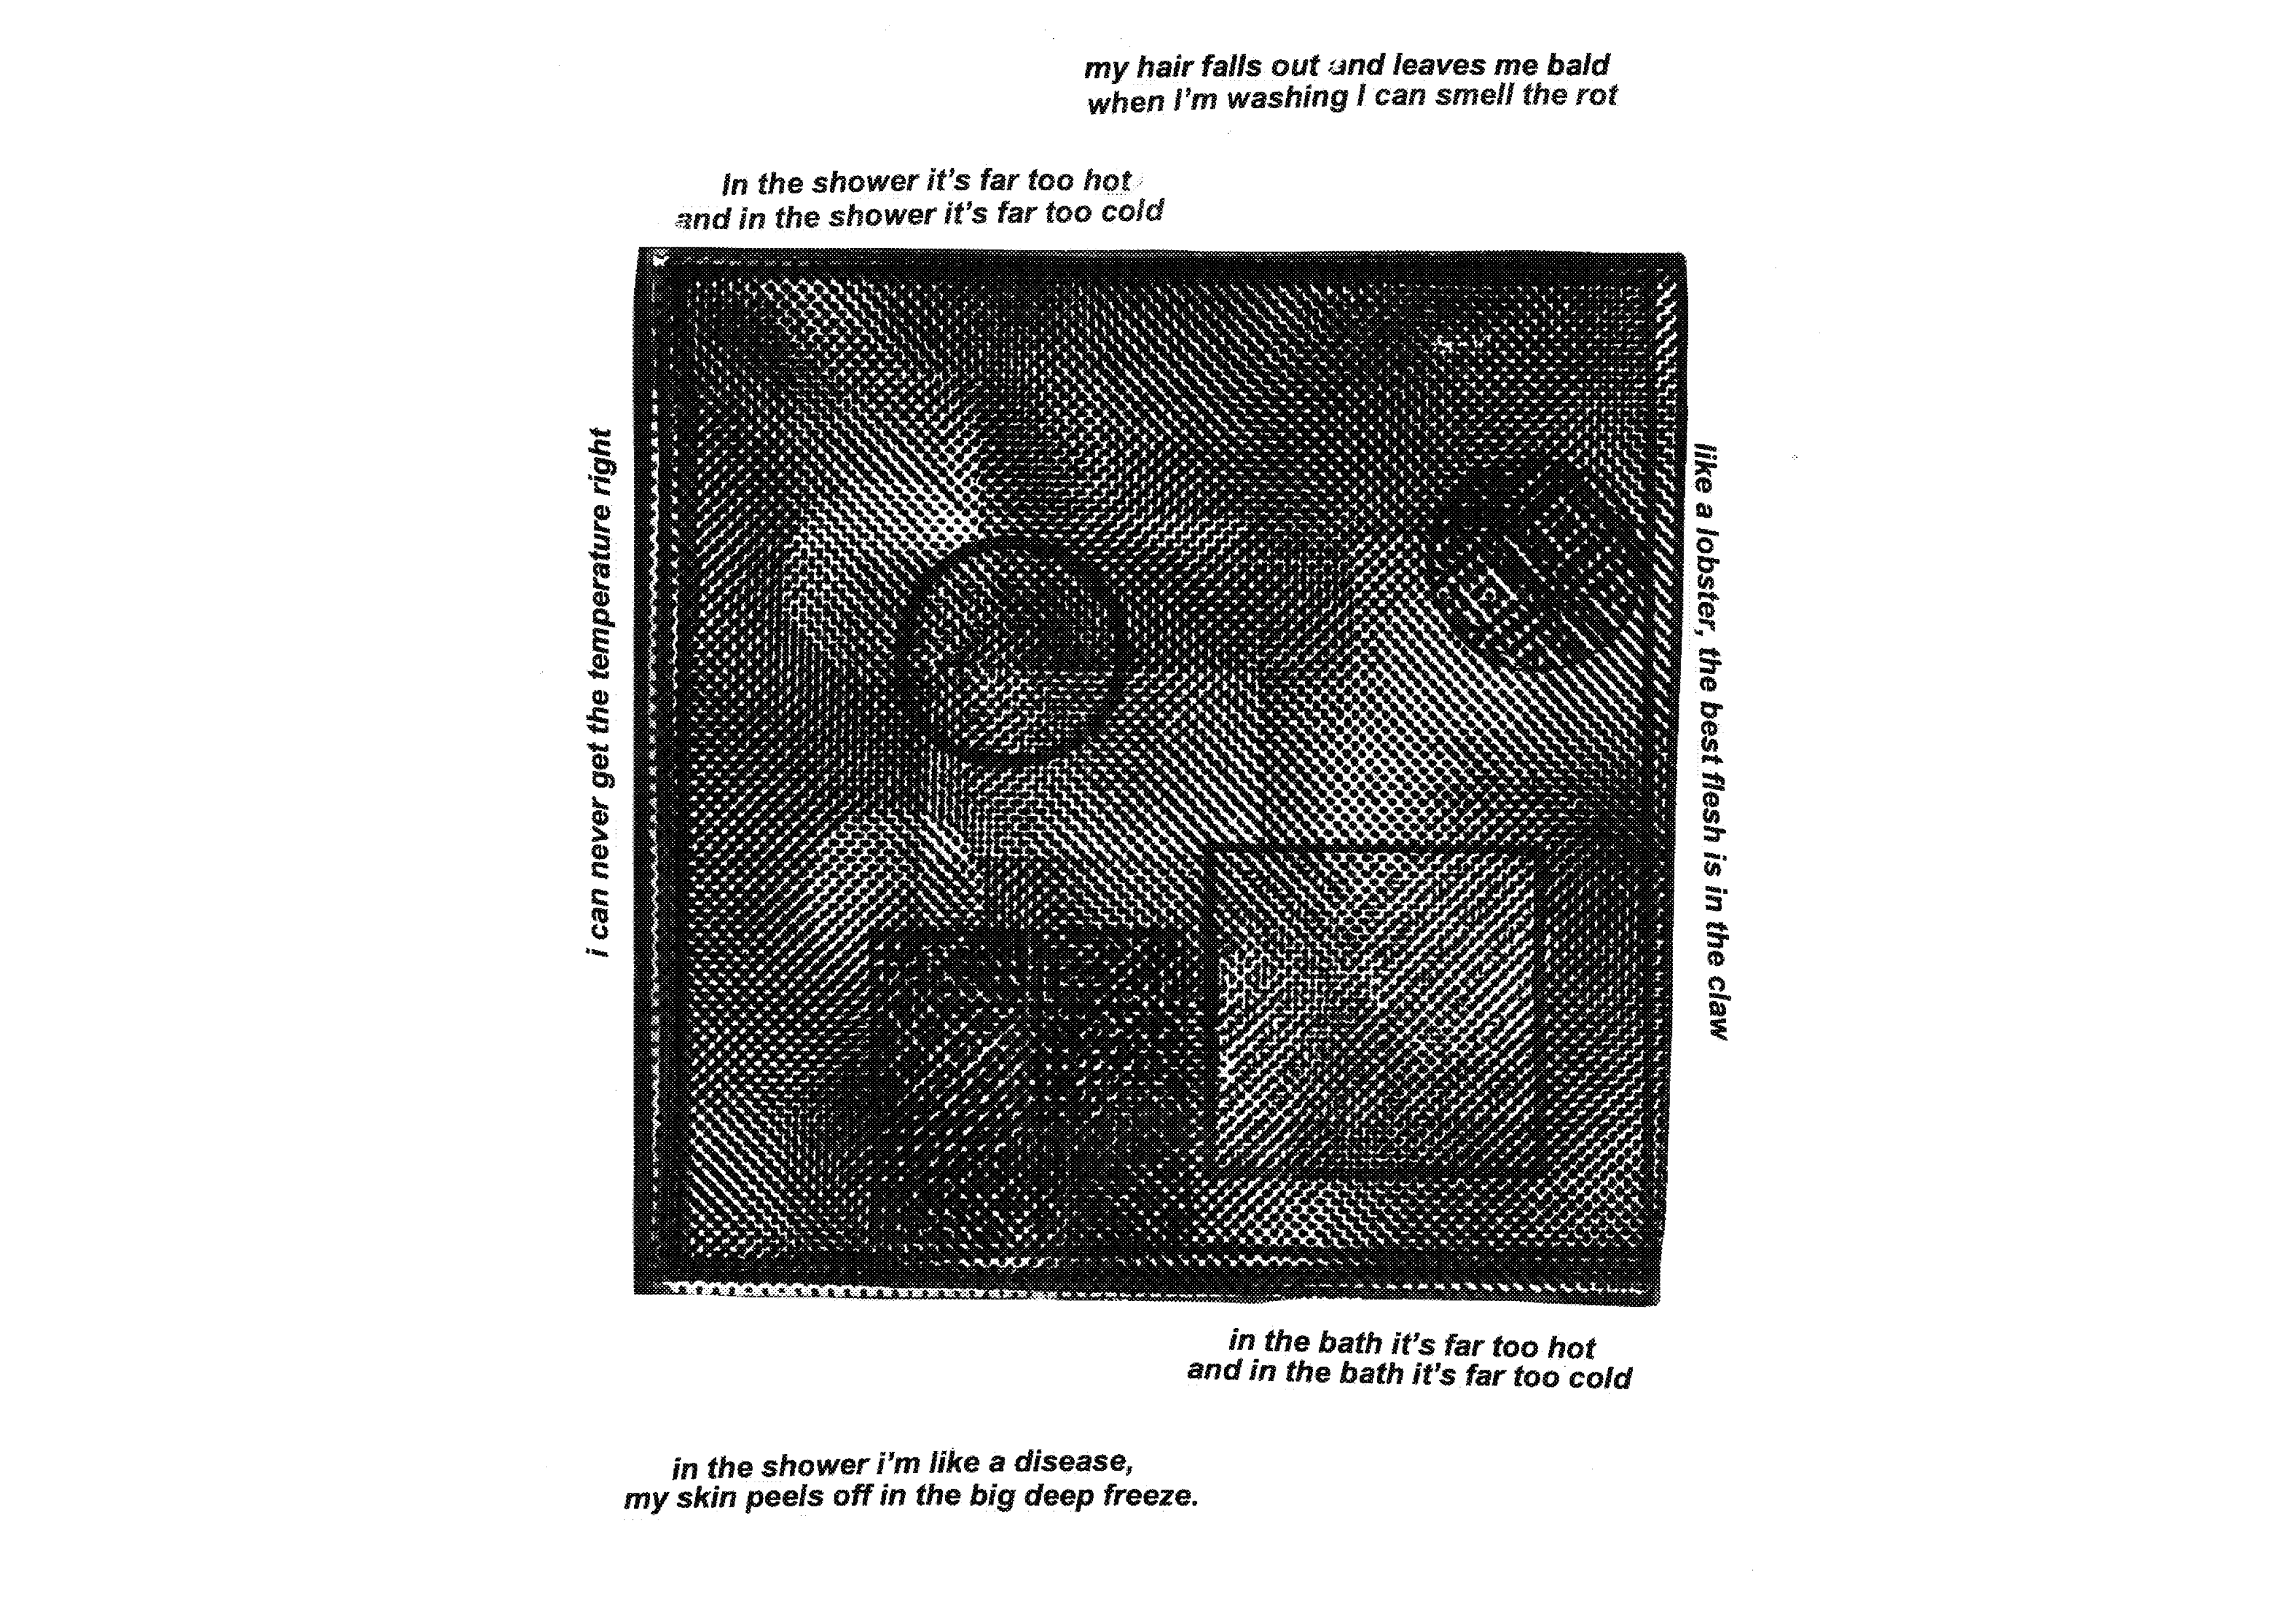 my hair falls out and leaves me bald
when I'm washing I can smell the rot
In the shower it's far too hot
and in the shower it's far too cold
i can never get the temperature right
like a lobster, the best flesh is in the claw
in the bath it's far too hot
and in the bath it's far too cold
in the shower i'm like a disease,
my skin peels off in the big deep freeze.